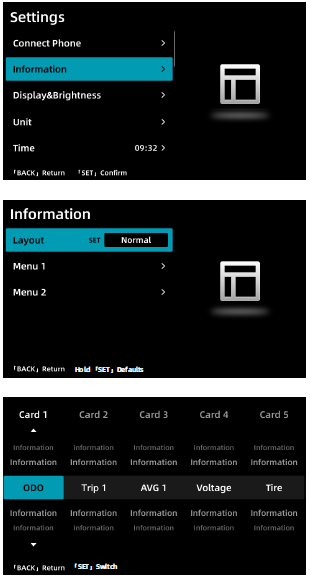 Settings
Connect Phone >
Information >
Display&Brightness >
Unit >
Time 09:32 >
「BACK」Return 「SET」Confirm
Information
Layout SET Normal
Menu 1 >
Menu 2 >
「BACK」Return Hold「SET」Defaults
Card 1 Card 2 Card 3 Card 4 Card 5
Information Information Information Information Information
Information Information Information Information Information
ODO Trip 1 AVG 1 Voltage Tire
Information Information Information Information Information
Information Information Information Information Information
「BACK」Return 「SET」Switch